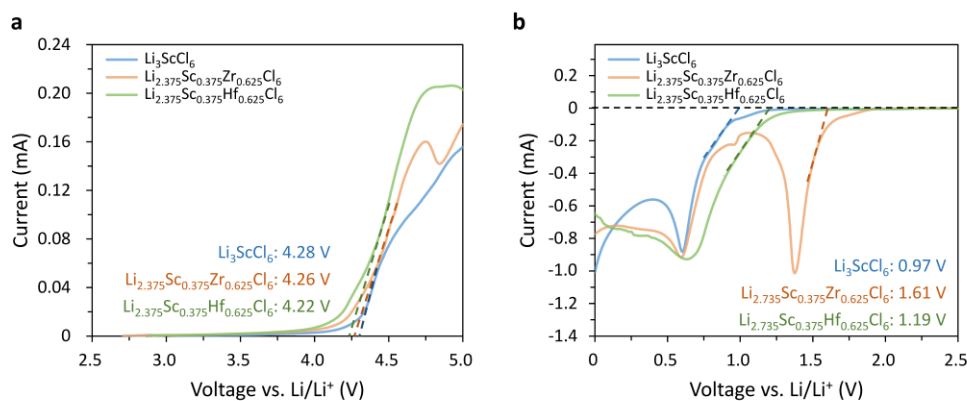 a
Current (mA)
0.24
0.20
0.16
0.12
0.08
0.04
0
Li₃ScCl₆
Li₂.₃₇₅Sc₀.₃₇₅Zr₀.₆₂₅Cl₆
Li₂.₃₇₅Sc₀.₃₇₅Hf₀.₆₂₅Cl₆
Li₃ScCl₆: 4.28 V
Li₂.₃₇₅Sc₀.₃₇₅Zr₀.₆₂₅Cl₆: 4.26 V
Li₂.₃₇₅Sc₀.₃₇₅Hf₀.₆₂₅Cl₆: 4.22 V
2.5 3.0 3.5 4.0 4.5 5.0
Voltage vs. Li/Li⁺ (V)
b
Current (mA)
0.2
0
-0.2
-0.4
-0.6
-0.8
-1.0
-1.2
-1.4
Li₃ScCl₆
Li₂.₃₇₅Sc₀.₃₇₅Zr₀.₆₂₅Cl₆
Li₂.₃₇₅Sc₀.₃₇₅Hf₀.₆₂₅Cl₆
Li₃ScCl₆: 0.97 V
Li₂.₇₃₅Sc₀.₃₇₅Zr₀.₆₂₅Cl₆: 1.61 V
Li₂.₇₃₅Sc₀.₃₇₅Hf₀.₆₂₅Cl₆: 1.19 V
0 0.5 1.0 1.5 2.0 2.5
Voltage vs. Li/Li⁺ (V)